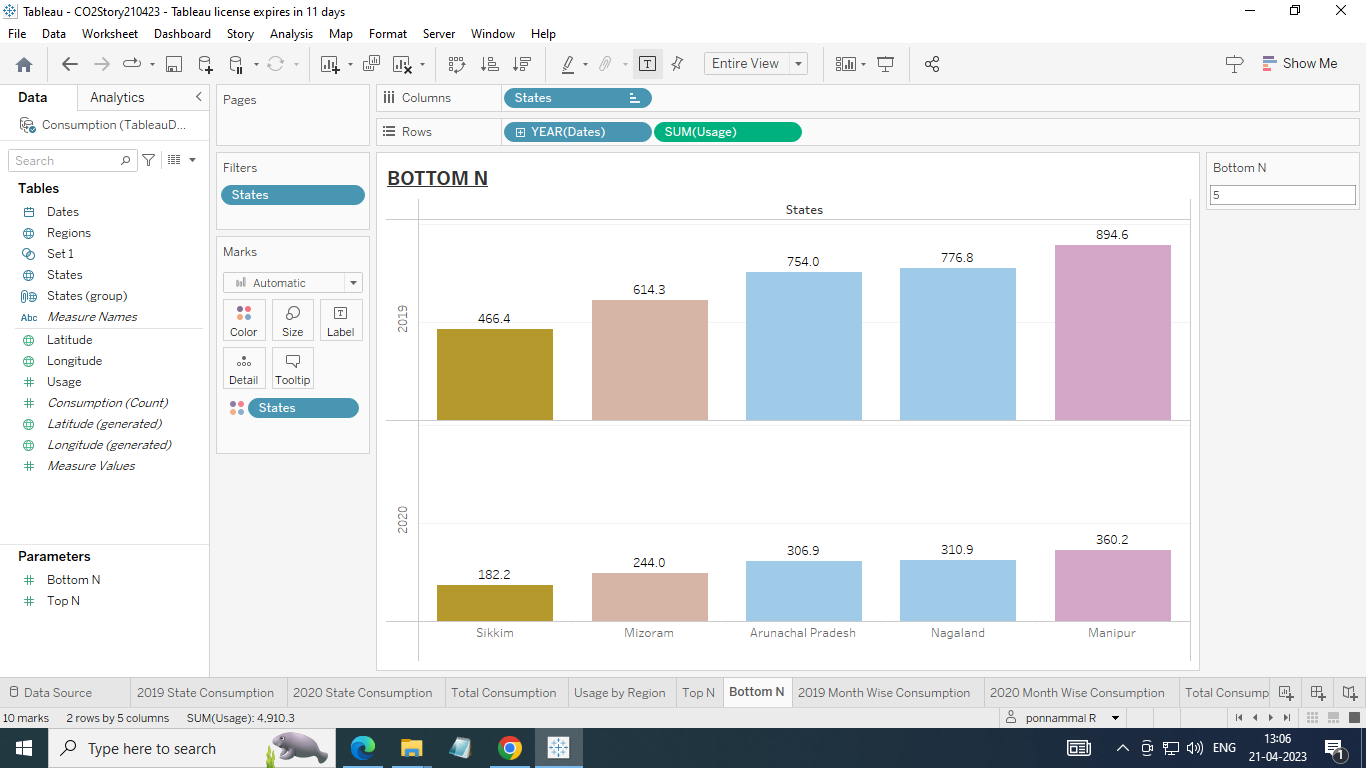 Tableau - CO2Story210423 - Tableau license expires in 11 days
File Data Worksheet Dashboard Story Analysis Map Format Server Window Help
Entire View
Show Me
Data Analytics
Consumption (TableauD...
Search
Tables
Dates
Regions
Set 1
States
States (group)
Abc Measure Names
Latitude
Longitude
Usage
Consumption (Count)
Latitude (generated)
Longitude (generated)
Measure Values
Parameters
Bottom N
Top N
Pages
Filters
States
Marks
Automatic
Color Size Label
Detail Tooltip
States
Columns States
Rows YEAR(Dates) SUM(Usage)
BOTTOM N
States
2019
466.4 614.3 754.0 776.8 894.6
2020
182.2 244.0 306.9 310.9 360.2
Sikkim Mizoram Arunachal Pradesh Nagaland Manipur
Bottom N
5
Data Source 2019 State Consumption 2020 State Consumption Total Consumption Usage by Region Top N Bottom N 2019 Month Wise Consumption 2020 Month Wise Consumption Total Consump
10 marks 2 rows by 5 columns SUM(Usage): 4,910.3
ponnammal R
Type here to search
ENG
13:06
21-04-2023
1